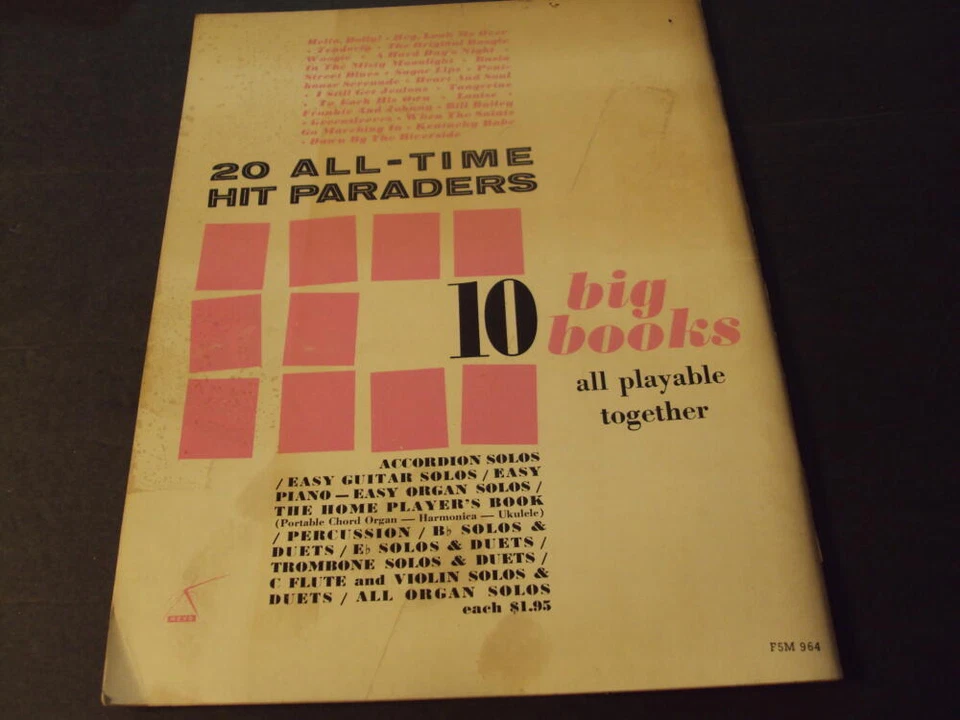 Hello, Dolly! • Hey, Look Me Over
• Fendovig • The Original Boogie
Woogie • A Hard Day's Night •
In The Misty Moonlight • Basin
Street Blues • Sugar Lips • Pent-
house Serenade • Heart And Soul
• I Still Get Jealous • Tangerine
• To Each His Own • Louise •
Frankie And Johnny • Bill Bailey
• Greensleeves • When The Saints
Go Marching In • Kentucky Babe
• Down By The Riverside
20 ALL-TIME
HIT PARADERS
10 big
books
all playable
together
ACCORDION SOLOS
/ EASY GUITAR SOLOS / EASY
PIANO — EASY ORGAN SOLOS /
THE HOME PLAYER'S BOOK
(Portable Chord Organ — Harmonica — Ukulele)
/ PERCUSSION / B♭ SOLOS &
DUETS / E♭ SOLOS & DUETS /
TROMBONE SOLOS & DUETS /
C FLUTE and VIOLIN SOLOS &
DUETS / ALL ORGAN SOLOS
each $1.95
KEYS
F5M 964